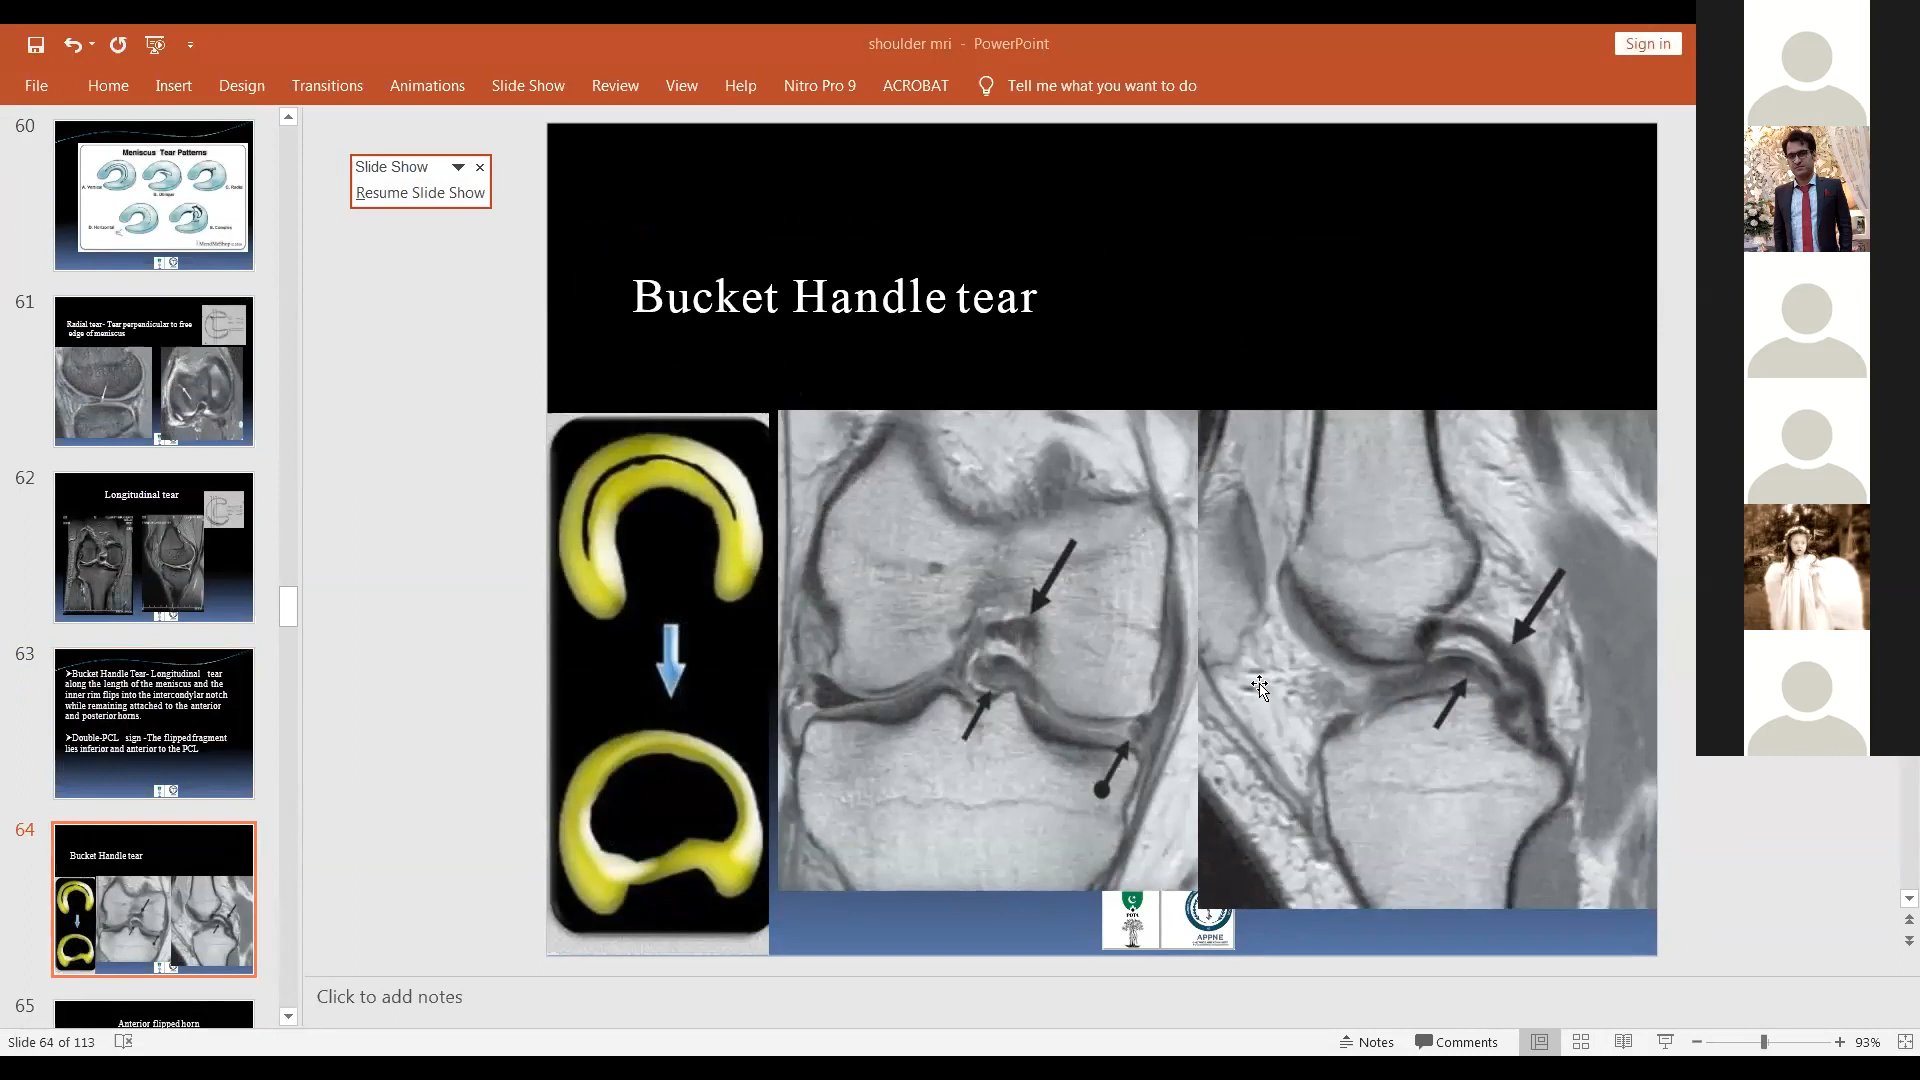 shoulder mri - PowerPoint
Sign in
File Home Insert Design Transitions Animations Slide Show Review View Help Nitro Pro 9 ACROBAT Tell me what you want to do
60
Meniscus Tear Patterns
61
Radial tear- Tear perpendicular to free
edge of meniscus
62
Longitudinal tear
63
➢Bucket Handle Tear- Longitudinal tear
along the length of the meniscus and the
inner rim flips into the intercondylar notch
while remaining attached to the anterior
and posterior horns.
➢Double-PCL sign -The flipped fragment
lies inferior and anterior to the PCL
64
Bucket Handle tear
65
Anterior flipped horn
Slide Show
Resume Slide Show
Bucket Handle tear
APPNE
Click to add notes
Slide 64 of 113
Notes Comments 93%